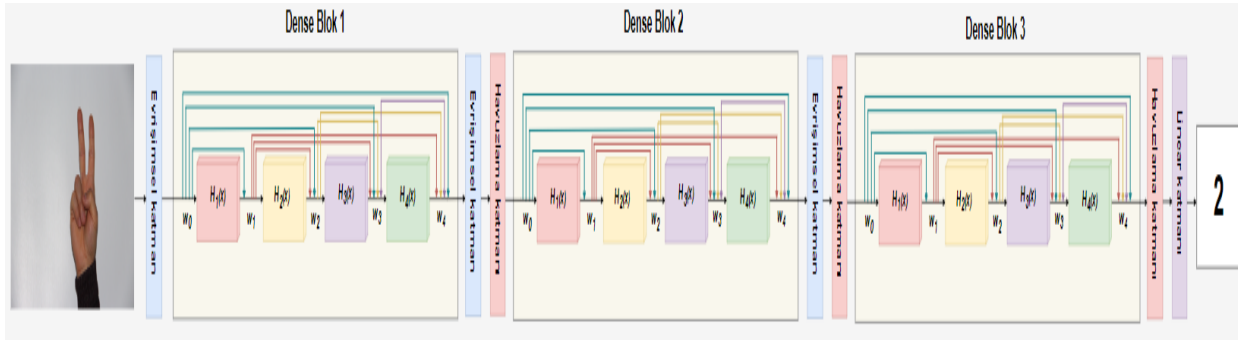 Dense Blok 1
Dense Blok 2
Dense Blok 3
Evrişimsel katman
w₀
H₁(x)
w₁
H₂(x)
w₂
H₃(x)
w₃
H₄(x)
w₄
Evrişimsel katman
Havuzlama katmanı
w₀
H₁(x)
w₁
H₂(x)
w₂
H₃(x)
w₃
H₄(x)
w₄
Evrişimsel katman
Havuzlama katmanı
w₀
H₁(x)
w₁
H₂(x)
w₂
H₃(x)
w₃
H₄(x)
w₄
Havuzlama katmanı
Linear katmanı
2